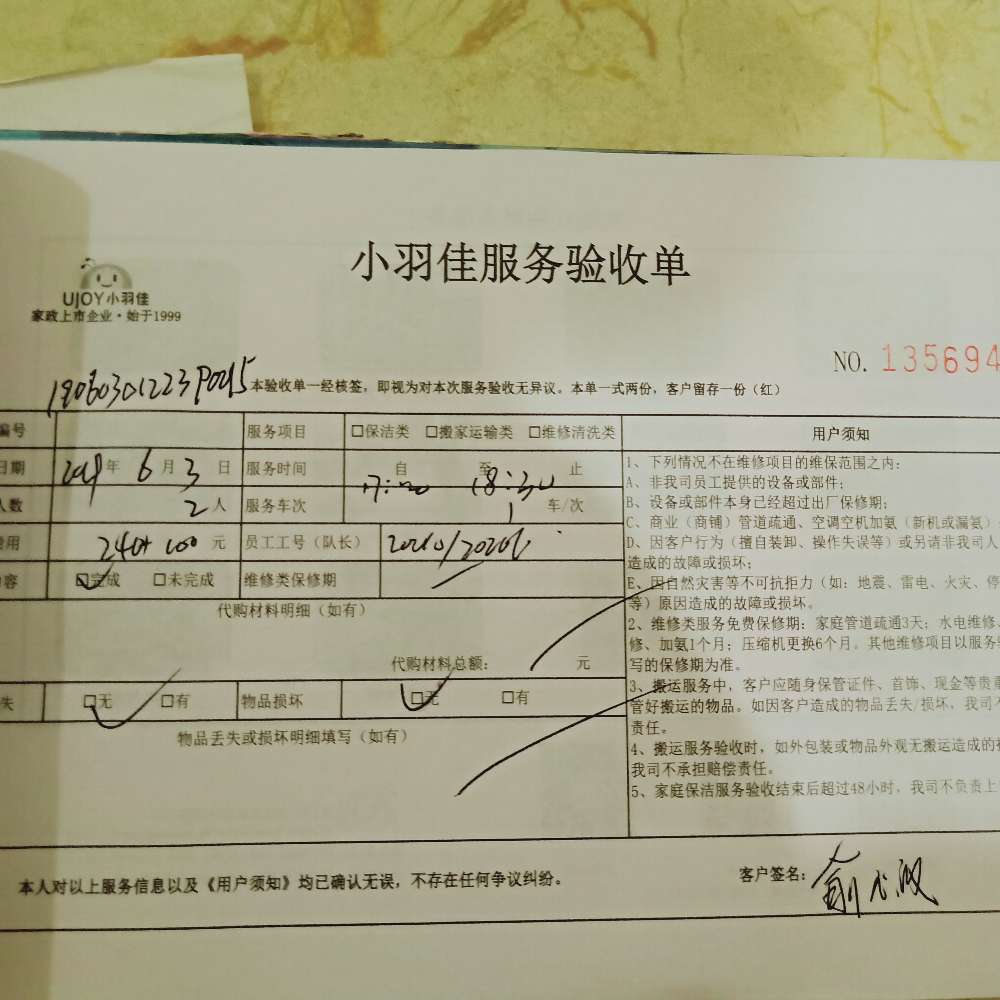 小羽佳服务验收单
UJOY小羽佳
家政上市企业·始于1999
NO. 135694
19060301223P0215 本验收单一经核签，即视为对本次服务验收无异议。本单一式两份，客户留存一份（红）
编号 服务项目 □保洁类 □搬家运输类 □维修清洗类
日期 2019年 6月 3日 服务时间 自 17:20 至 18:30 止
人数 2人 服务车次 1 车/次
费用 240+100 元 员工工号（队长）
内容 ☑完成 □未完成 维修类保修期
代购材料明细（如有）
代购材料总额： 元
失 ☑无 □有 物品损坏 ☑无 □有
物品丢失或损坏明细填写（如有）
用户须知
1、下列情况不在维修项目的维保范围之内：
A、非我司员工提供的设备或部件；
B、设备或部件本身已经超过出厂保修期；
C、商业（商铺）管道疏通、空调空机加氨（新机或漏氨）
D、因客户行为（擅自装卸、操作失误等）或另请非我司人
造成的故障或损坏；
E、因自然灾害等不可抗拒力（如：地震、雷电、火灾、停
等）原因造成的故障或损坏。
2、维修类服务免费保修期：家庭管道疏通3天；水电维修、
修、加氨1个月；压缩机更换6个月。其他维修项目以服务
写的保修期为准。
3、搬运服务中，客户应随身保管证件、首饰、现金等贵重
管好搬运的物品。如因客户造成的物品丢失/损坏，我司不
责任。
4、搬运服务验收时，如外包装或物品外观无搬运造成的
我司不承担赔偿责任。
5、家庭保洁服务验收结束后超过48小时，我司不负责上
本人对以上服务信息以及《用户须知》均已确认无误，不存在任何争议纠纷。
客户签名：